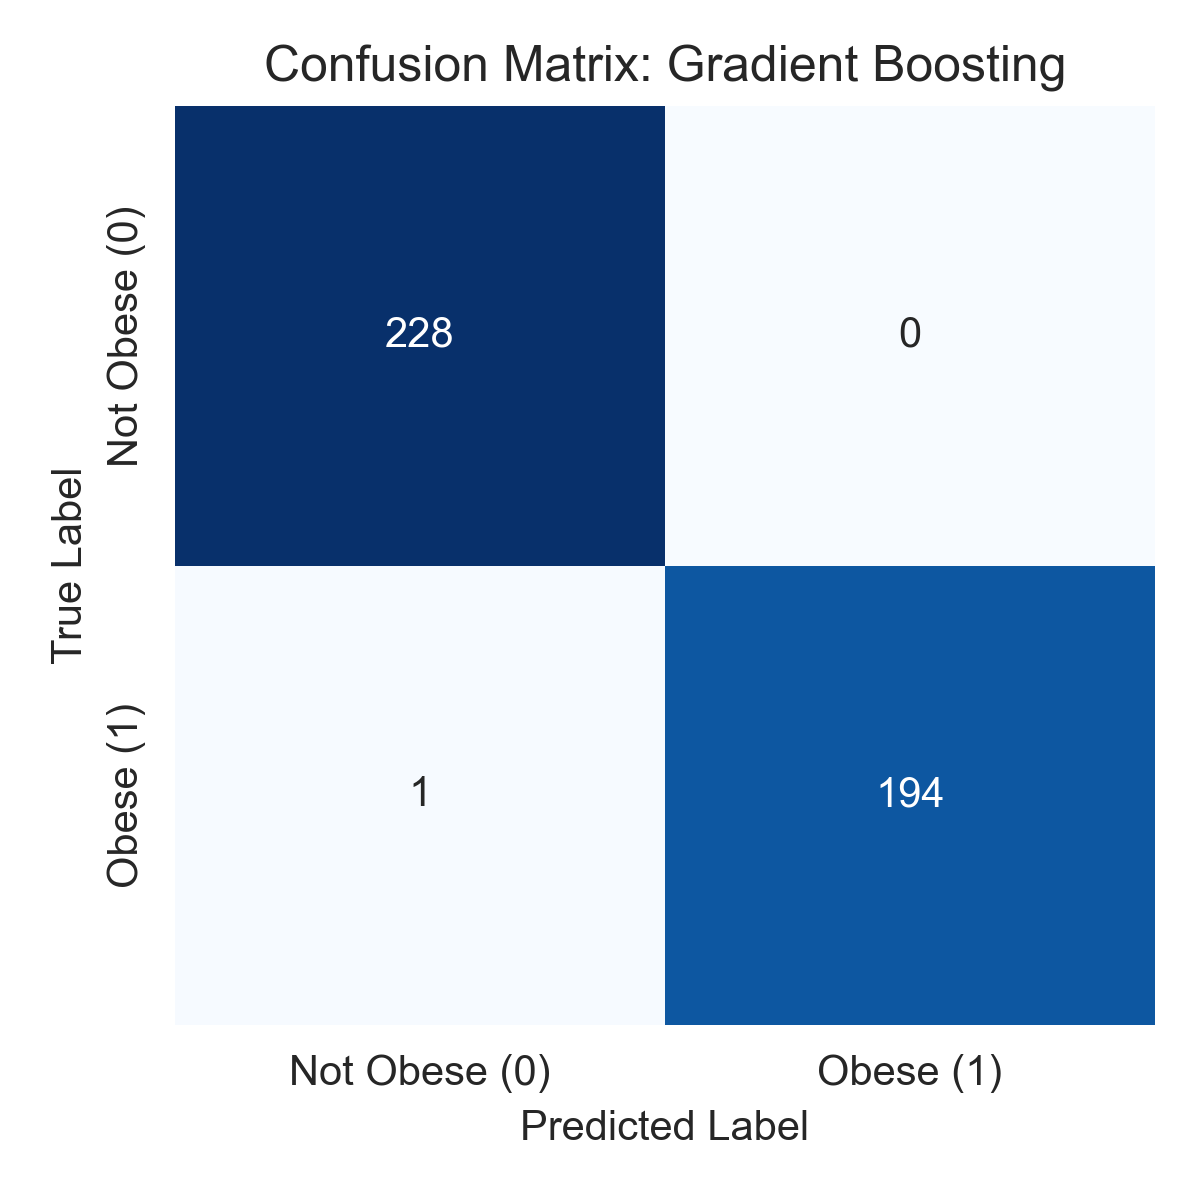 Confusion Matrix: Gradient Boosting
True Label
Not Obese (0)
228
0
Obese (1)
1
194
Not Obese (0)
Obese (1)
Predicted Label